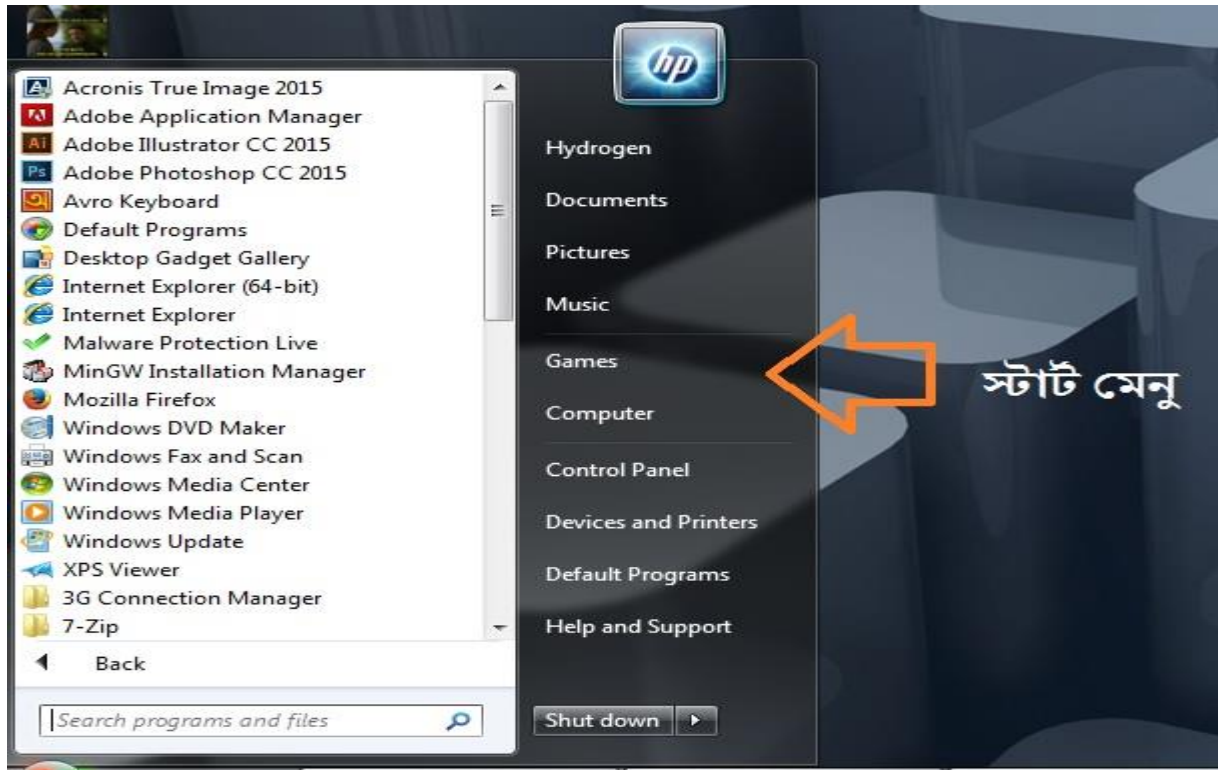 hp
Acronis True Image 2015
Adobe Application Manager
Adobe Illustrator CC 2015
Adobe Photoshop CC 2015
Avro Keyboard
Default Programs
Desktop Gadget Gallery
Internet Explorer (64-bit)
Internet Explorer
Malware Protection Live
MinGW Installation Manager
Mozilla Firefox
Windows DVD Maker
Windows Fax and Scan
Windows Media Center
Windows Media Player
Windows Update
XPS Viewer
3G Connection Manager
7-Zip
Back
Search programs and files
Hydrogen
Documents
Pictures
Music
Games
Computer
Control Panel
Devices and Printers
Default Programs
Help and Support
Shut down
স্টার্ট মেনু